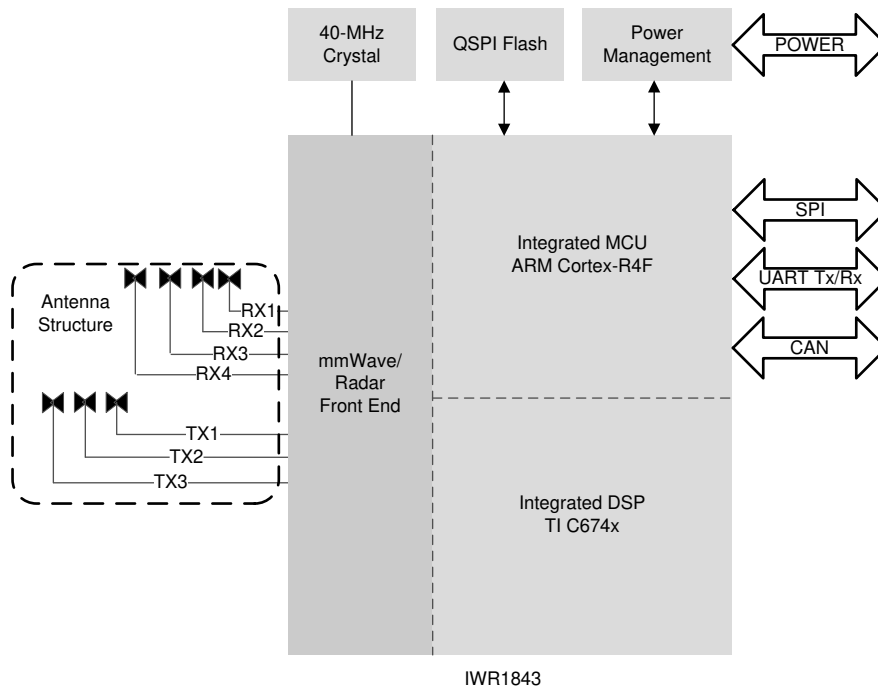 40-MHz
Crystal
QSPI Flash
Power
Management
POWER
SPI
Integrated MCU
ARM Cortex-R4F
UART Tx/Rx
Antenna
Structure
RX1
RX2
RX3
RX4
CAN
mmWave/
Radar
Front End
TX1
TX2
TX3
Integrated DSP
TI C674x
IWR1843